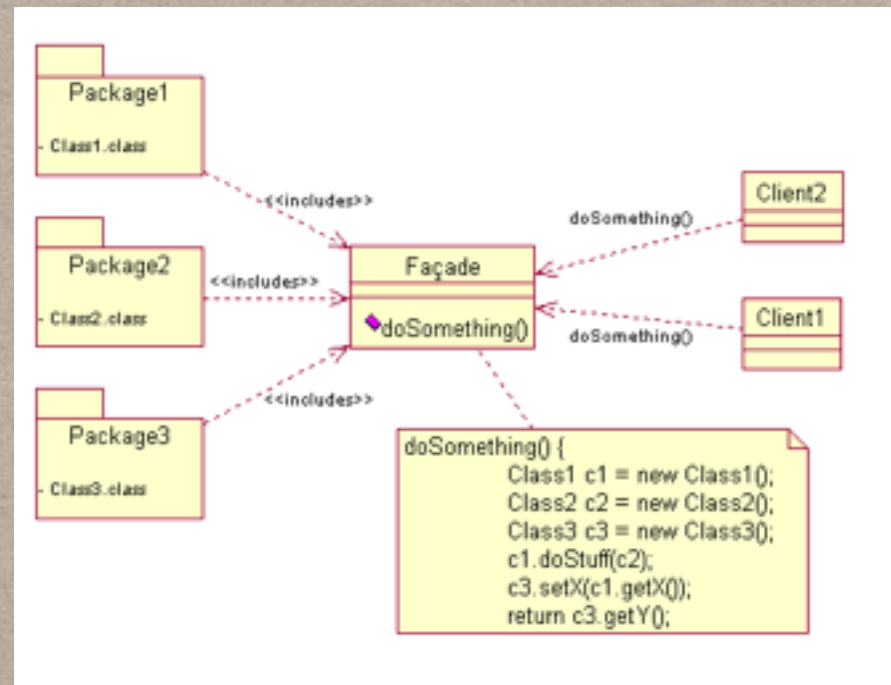 Package1
- Class1.class
<<includes>>
Package2
- Class2.class
<<includes>>
Package3
- Class3.class
<<includes>>
Façade
doSomething()
Client2
doSomething()
Client1
doSomething()
doSomething() {
Class1 c1 = new Class1();
Class2 c2 = new Class2();
Class3 c3 = new Class3();
c1.doStuff(c2);
c3.setX(c1.getX());
return c3.getY();